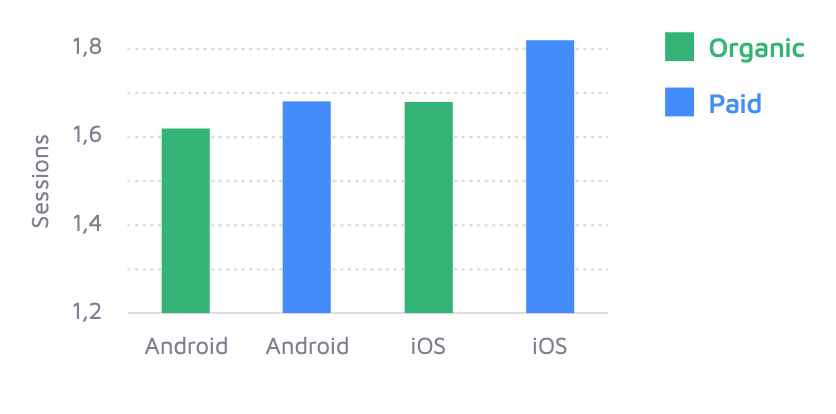 1,8
1,6
1,4
1,2
Sessions
Android Android iOS iOS
Organic
Paid